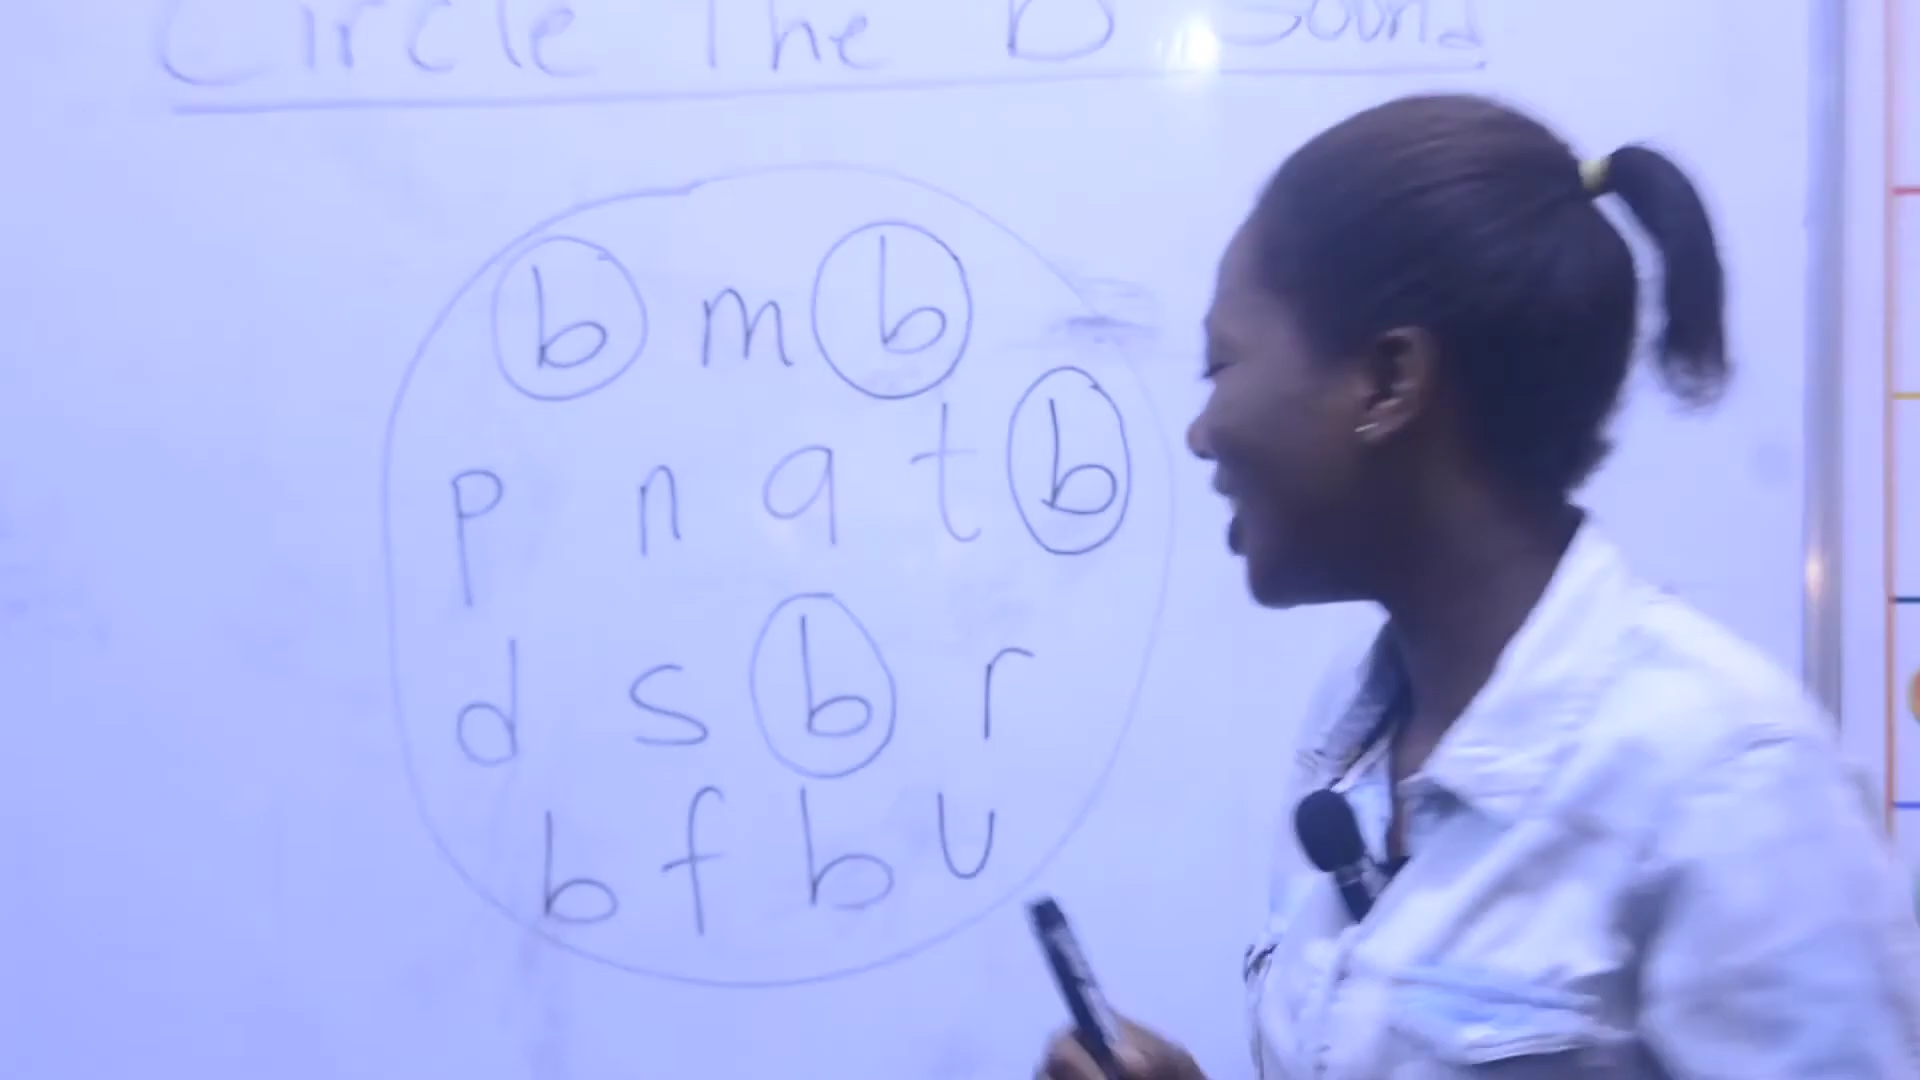 Circle The b Sound
b m b
p n q t b
d s b r
b f b u